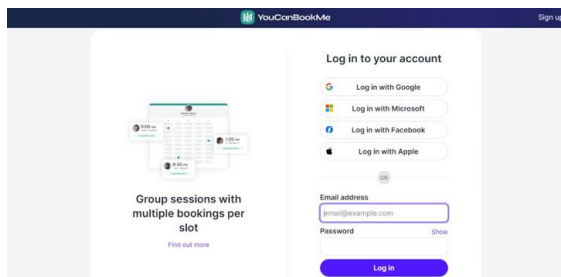 YouCanBookMe
Sign up
Log in to your account
Log in with Google
Log in with Microsoft
Log in with Facebook
Log in with Apple
OR
Group sessions with
multiple bookings per
slot
Find out more
Email address
email@example.com
Password
Show
Log in